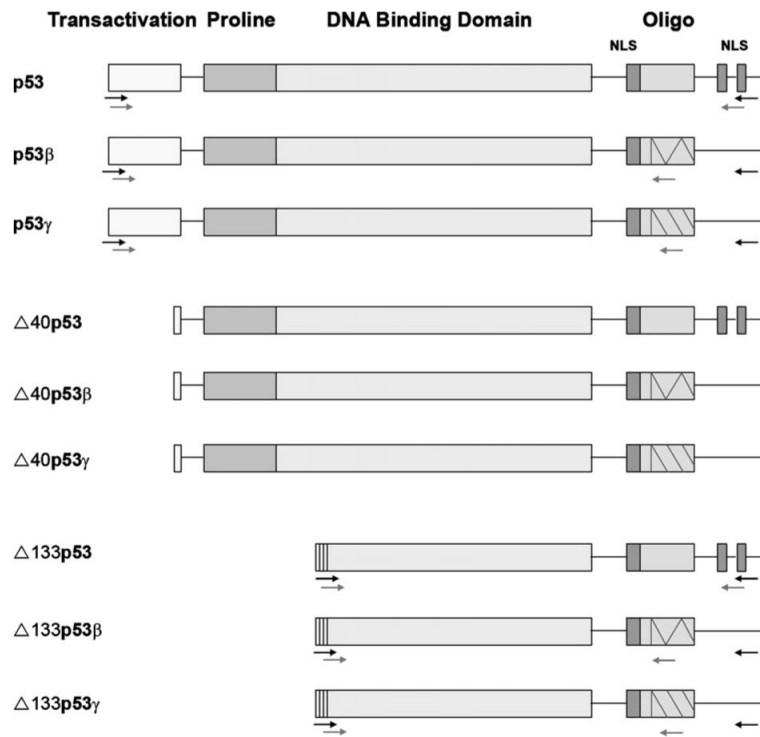 Transactivation Proline DNA Binding Domain Oligo
NLS NLS
p53
p53β
p53γ
△40p53
△40p53β
△40p53γ
△133p53
△133p53β
△133p53γ